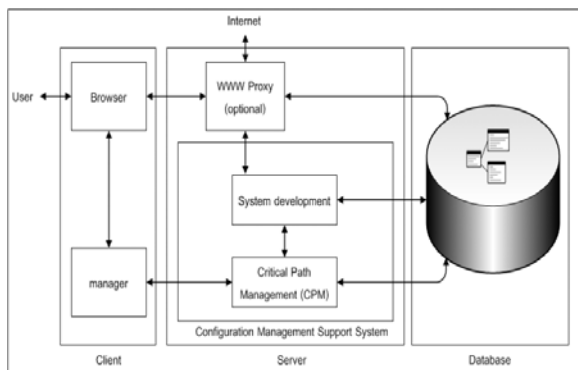 Internet
User
Browser
WWW Proxy
(optional)
System development
manager
Critical Path
Management (CPM)
Configuration Management Support System
Client
Server
Database